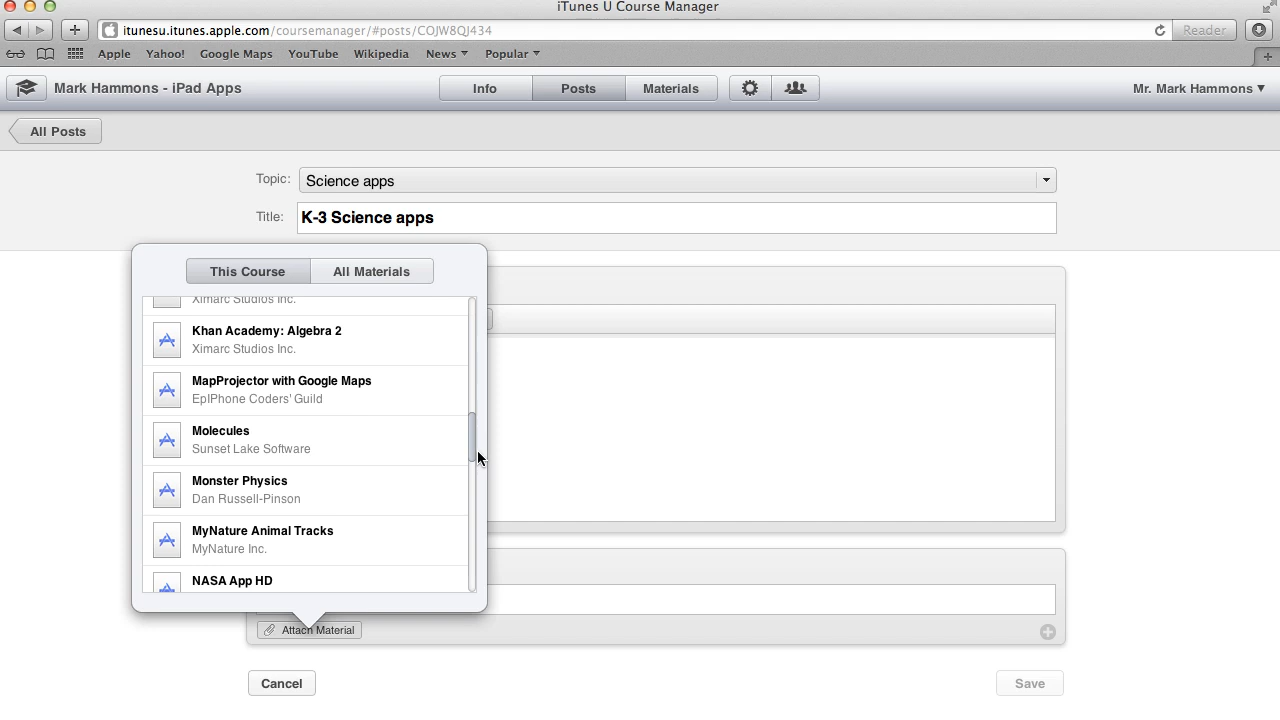 iTunes U Course Manager
itunesu.itunes.apple.com/coursemanager/#posts/COJW8QJ434
Reader
Apple Yahoo! Google Maps YouTube Wikipedia News ▼ Popular ▼
Mark Hammons - iPad Apps
Info Posts Materials
Mr. Mark Hammons ▼
All Posts
Topic: Science apps
Title: K-3 Science apps
This Course All Materials
Ximarc Studios Inc.
Khan Academy: Algebra 2
Ximarc Studios Inc.
MapProjector with Google Maps
EpIPhone Coders' Guild
Molecules
Sunset Lake Software
Monster Physics
Dan Russell-Pinson
MyNature Animal Tracks
MyNature Inc.
NASA App HD
Attach Material
Cancel
Save